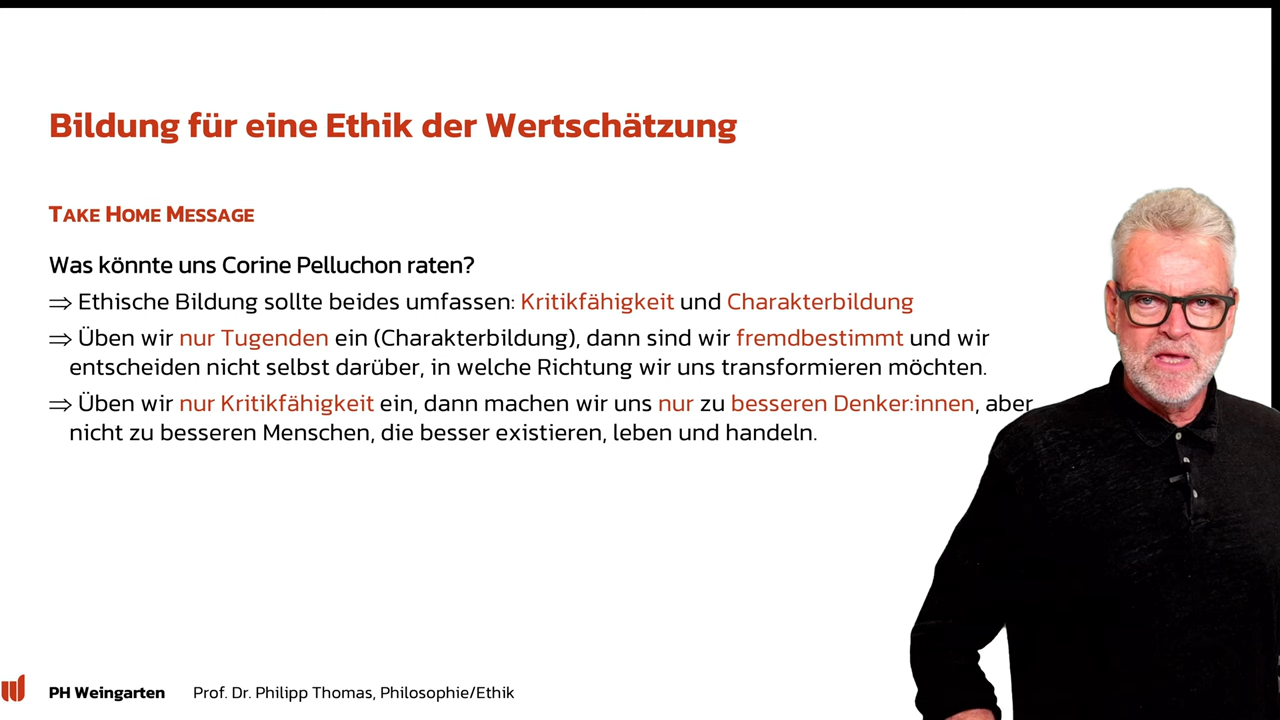 Bildung für eine Ethik der Wertschätzung
Take Home Message
Was könnte uns Corine Pelluchon raten?
⇒ Ethische Bildung sollte beides umfassen: Kritikfähigkeit und Charakterbildung
⇒ Üben wir nur Tugenden ein (Charakterbildung), dann sind wir fremdbestimmt und wir
entscheiden nicht selbst darüber, in welche Richtung wir uns transformieren möchten.
⇒ Üben wir nur Kritikfähigkeit ein, dann machen wir uns nur zu besseren Denker:innen, aber
nicht zu besseren Menschen, die besser existieren, leben und handeln.
PH Weingarten Prof. Dr. Philipp Thomas, Philosophie/Ethik